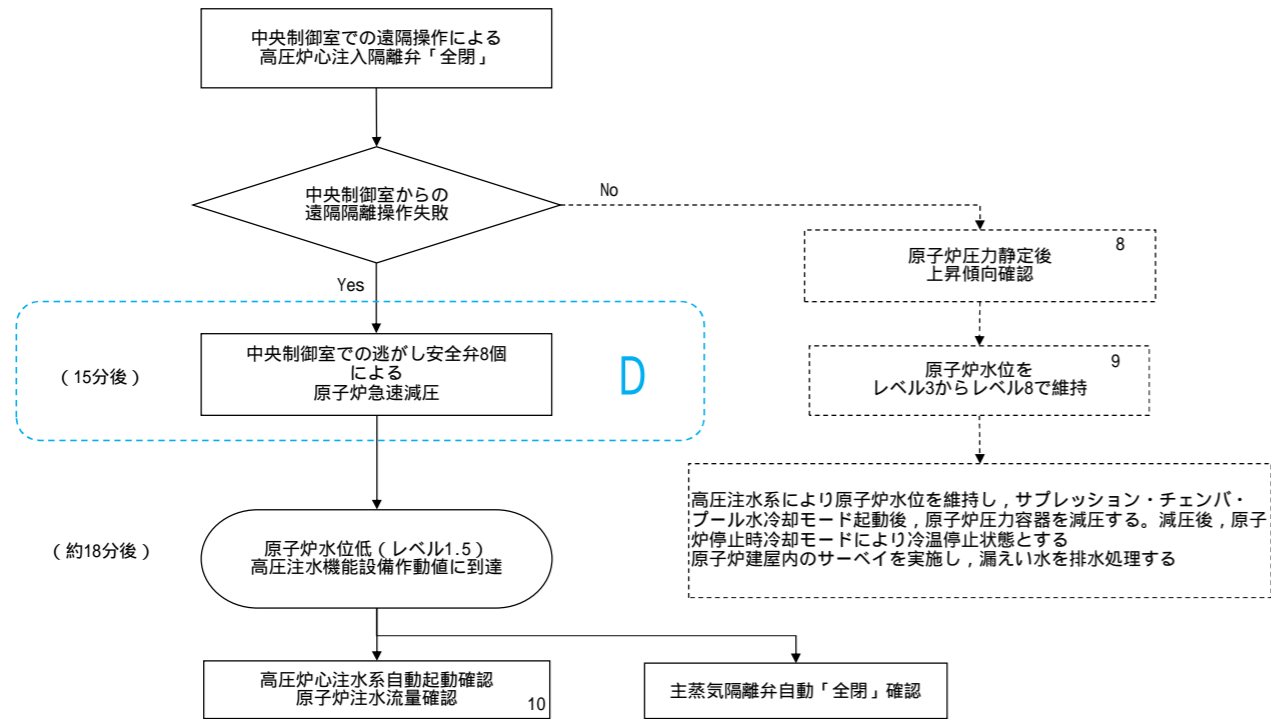 中央制御室での遠隔操作による
高圧炉心注入隔離弁「全閉」
中央制御室からの
遠隔隔離操作失敗
No
Yes
原子炉圧力静定後
上昇傾向確認
8
（15分後）
中央制御室での逃がし安全弁8個
による
原子炉急速減圧
D
原子炉水位を
レベル3からレベル8で維持
9
高圧注水系により原子炉水位を維持し，サプレッション・チェンバ・
プール水冷却モード起動後，原子炉圧力容器を減圧する。減圧後，原子
炉停止時冷却モードにより冷温停止状態とする
原子炉建屋内のサーベイを実施し，漏えい水を排水処理する
（約18分後）
原子炉水位低（レベル1.5）
高圧注水機能設備作動値に到達
高圧炉心注水系自動起動確認
原子炉注水流量確認
10
主蒸気隔離弁自動「全閉」確認